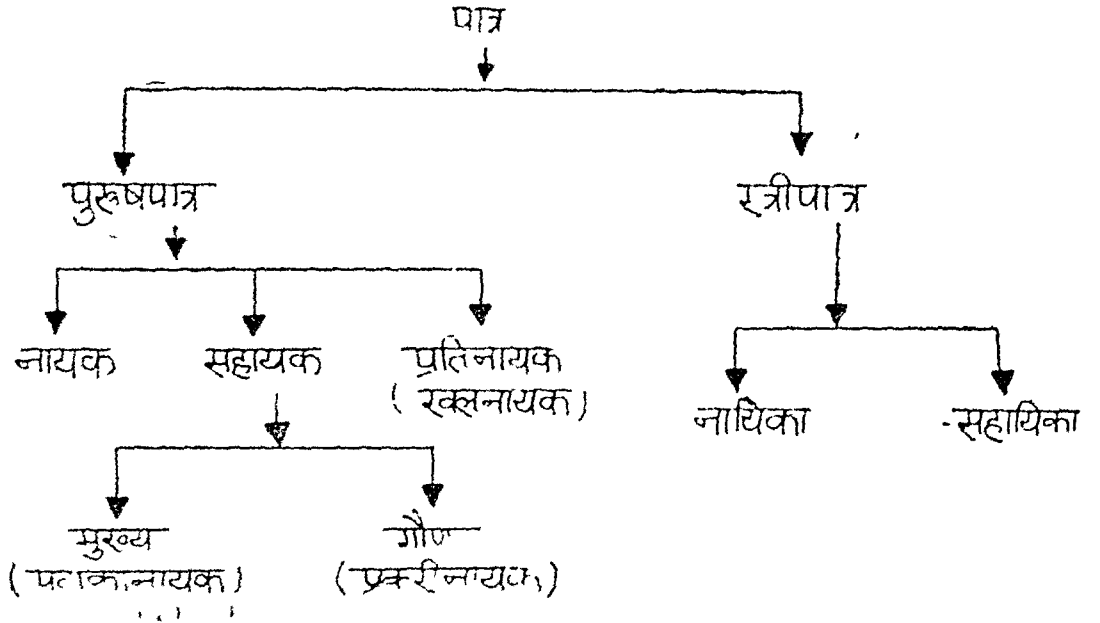 पात्र
पुरूषपात्र स्त्रीपात्र
नायक सहायक प्रतिनायक
(खलनायक)
नायिका सहायिका
मुख्य गौण
(पताकानायक) (प्रकरीनायक)